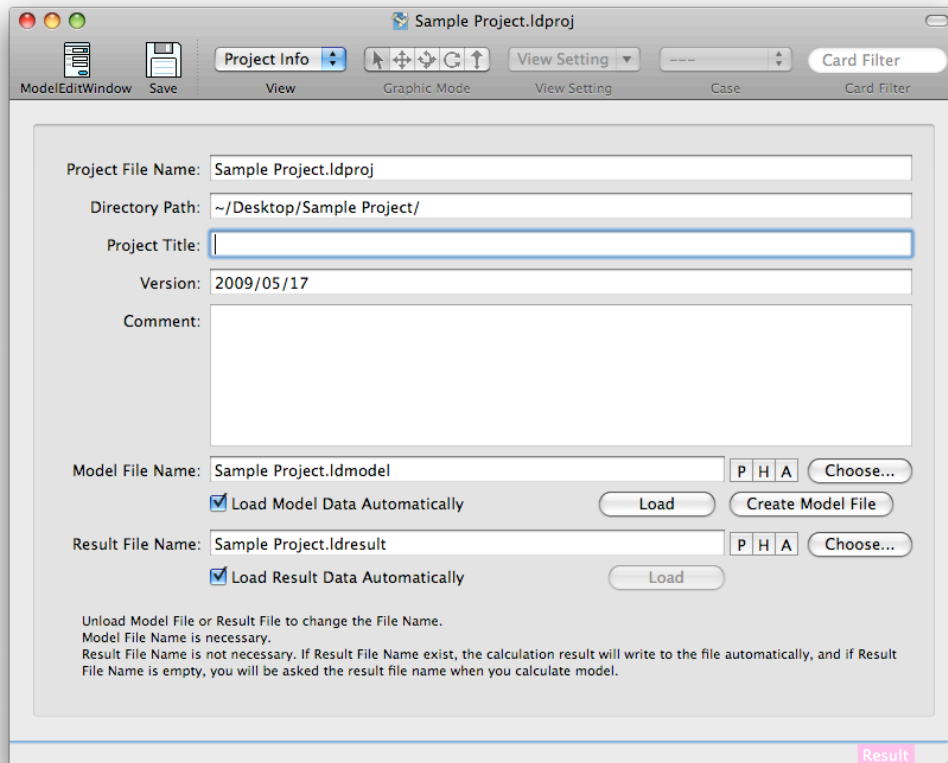 Sample Project.ldproj
Project Info
View Setting
---
Card Filter
ModelEditWindow
Save
View
Graphic Mode
View Setting
Case
Card Filter
Project File Name: Sample Project.ldproj
Directory Path: ~/Desktop/Sample Project/
Project Title:
Version: 2009/05/17
Comment:
Model File Name: Sample Project.ldmodel P H A Choose...
Load Model Data Automatically Load Create Model File
Result File Name: Sample Project.ldresult P H A Choose...
Load Result Data Automatically Load
Unload Model File or Result File to change the File Name.
Model File Name is necessary.
Result File Name is not necessary. If Result File Name exist, the calculation result will write to the file automatically, and if Result
File Name is empty, you will be asked the result file name when you calculate model.
Result